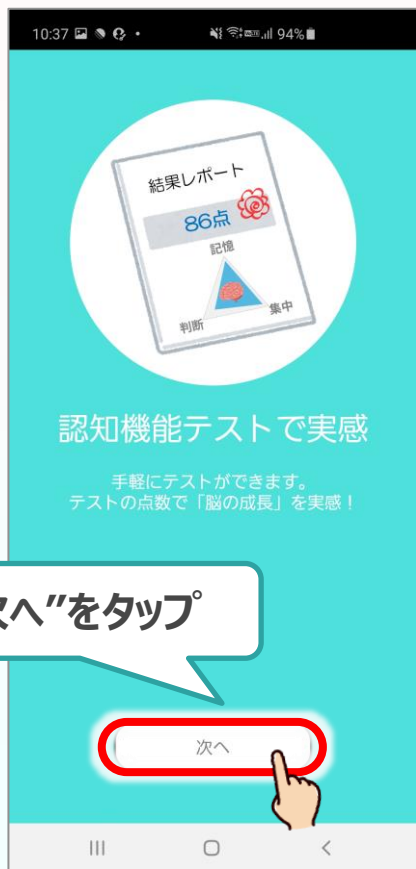 10:37
94%
結果レポート
86点
記憶
判断
集中
認知機能テストで実感
手軽にテストができます。
テストの点数で「脳の成長」を実感！
へ”をタップ
次へ